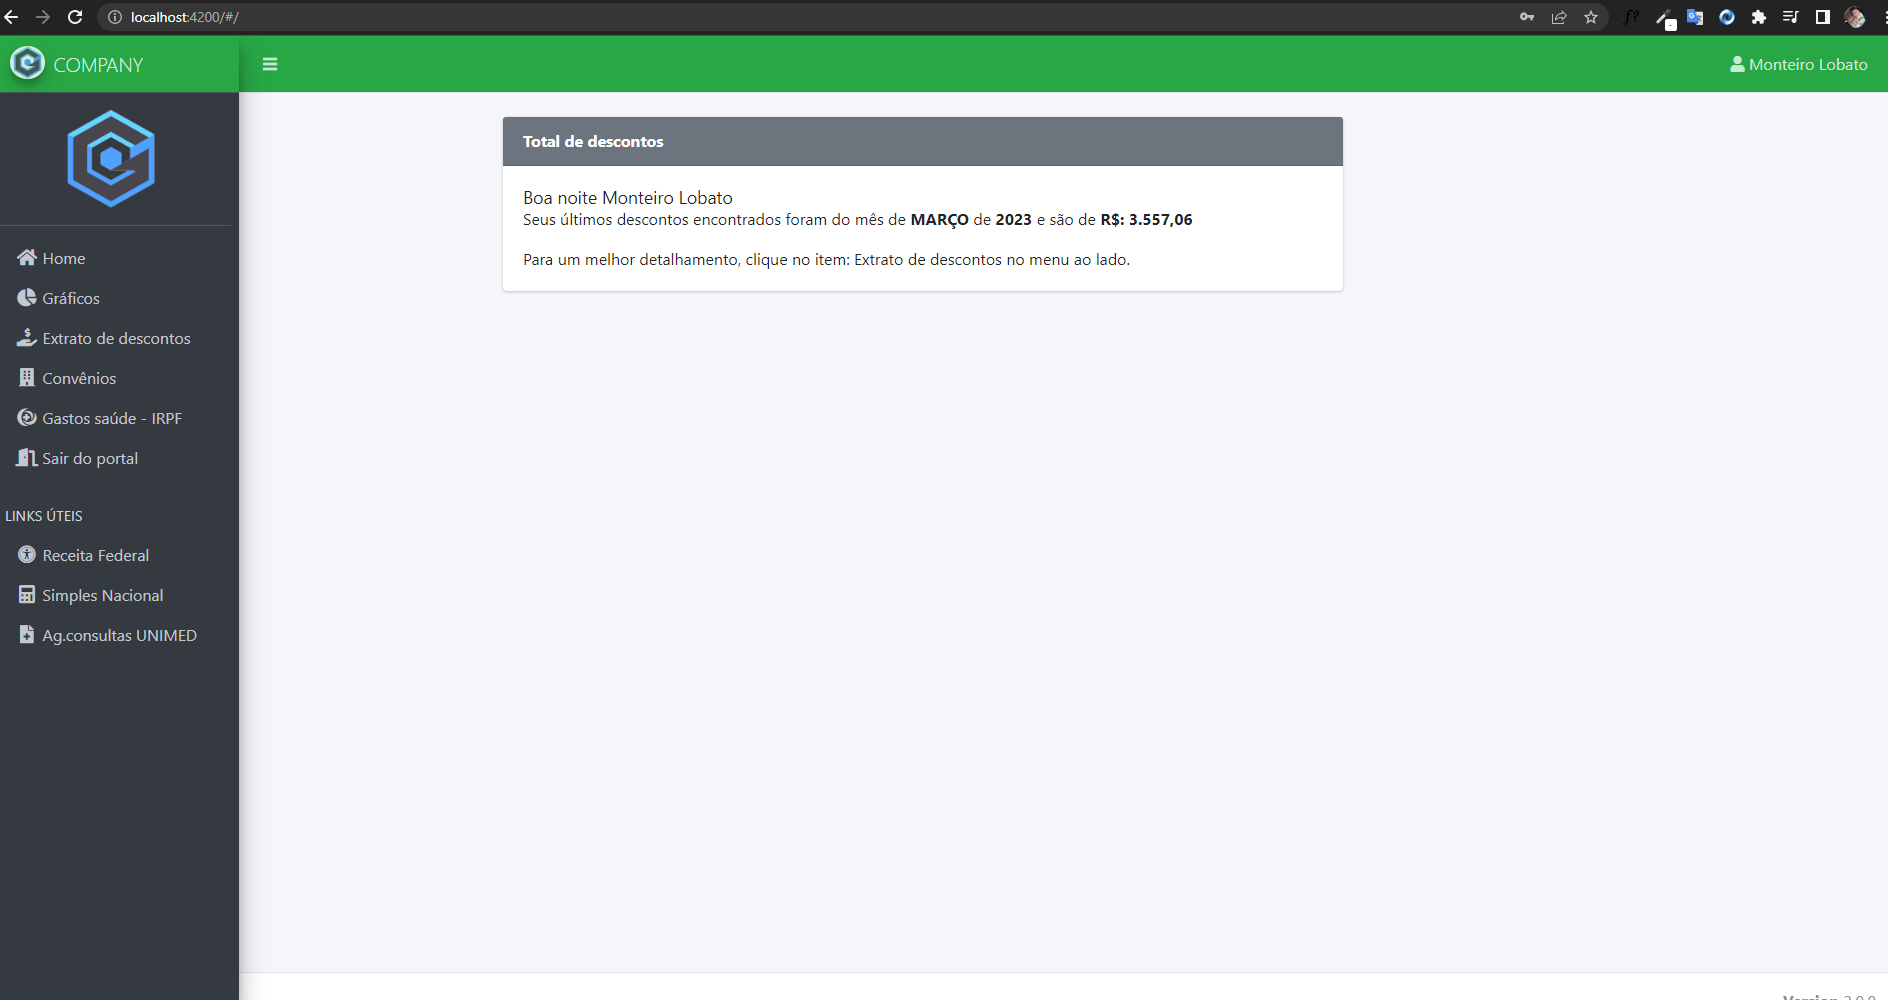 localhost:4200/#/
COMPANY
Monteiro Lobato
Total de descontos
Boa noite Monteiro Lobato
Seus últimos descontos encontrados foram do mês de MARÇO de 2023 e são de R$: 3.557,06
Para um melhor detalhamento, clique no item: Extrato de descontos no menu ao lado.
Home
Gráficos
Extrato de descontos
Convênios
Gastos saúde - IRPF
Sair do portal
LINKS ÚTEIS
Receita Federal
Simples Nacional
Ag.consultas UNIMED